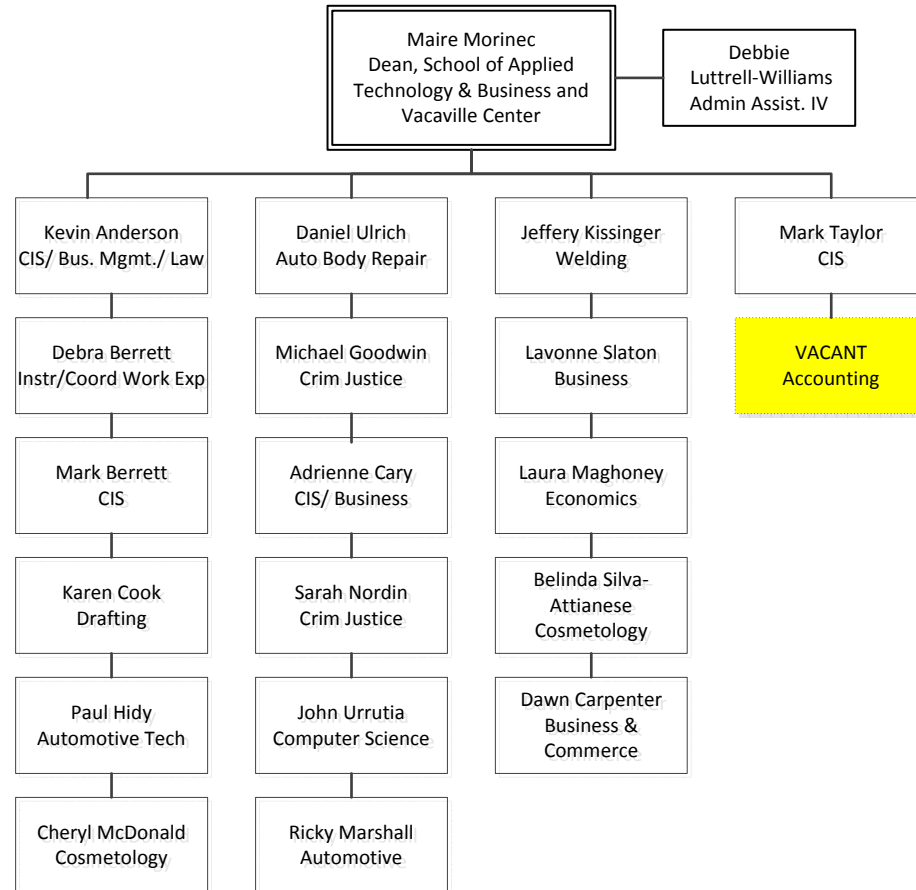 Maire Morinec
Dean, School of Applied
Technology & Business and
Vacaville Center
Debbie
Luttrell-Williams
Admin Assist. IV
Kevin Anderson
CIS/ Bus. Mgmt./ Law
Debra Berrett
Instr/Coord Work Exp
Mark Berrett
CIS
Karen Cook
Drafting
Paul Hidy
Automotive Tech
Cheryl McDonald
Cosmetology
Daniel Ulrich
Auto Body Repair
Michael Goodwin
Crim Justice
Adrienne Cary
CIS/ Business
Sarah Nordin
Crim Justice
John Urrutia
Computer Science
Ricky Marshall
Automotive
Jeffery Kissinger
Welding
Lavonne Slaton
Business
Laura Maghoney
Economics
Belinda Silva-
Attianese
Cosmetology
Dawn Carpenter
Business &
Commerce
Mark Taylor
CIS
VACANT
Accounting